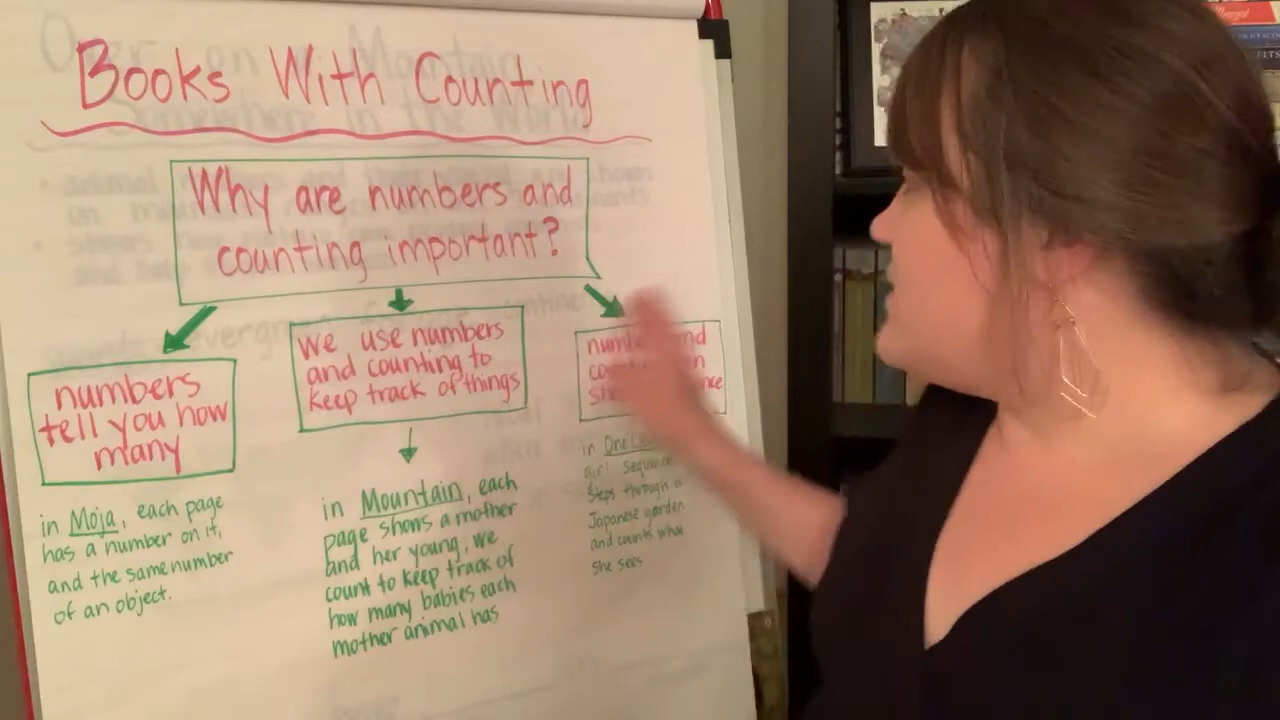 Books With Counting
Why are numbers and
counting important?
numbers
tell you how
many
in Moja, each page
has a number on it,
and the same number
of an object.
we use numbers
and counting to
keep track of things
in Mountain, each
page shows a mother
and her young, we
count to keep track of
how many babies each
mother animal has
in One
girl
steps through a
Japanese garden
and counts what
she sees